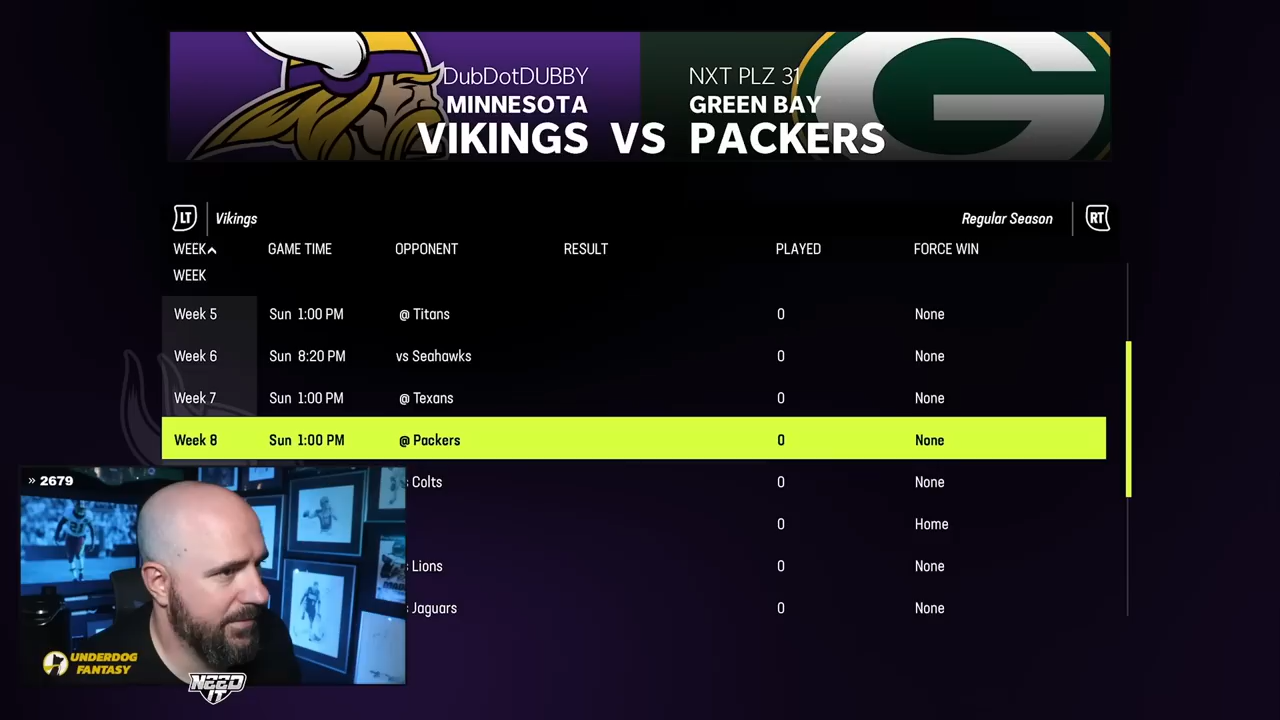 DubDotDUBBY NXT PLZ 31
MINNESOTA GREEN BAY
VIKINGS VS PACKERS
LT Vikings Regular Season RT
WEEK GAME TIME OPPONENT RESULT PLAYED FORCE WIN
WEEK
Week 5 Sun 1:00 PM @ Titans 0 None
Week 6 Sun 8:20 PM vs Seahawks 0 None
Week 7 Sun 1:00 PM @ Texans 0 None
Week 8 Sun 1:00 PM @ Packers 0 None
Colts 0 None
0 Home
Lions 0 None
Jaguars 0 None
» 2679
UNDERDOG
FANTASY
NEED
IT